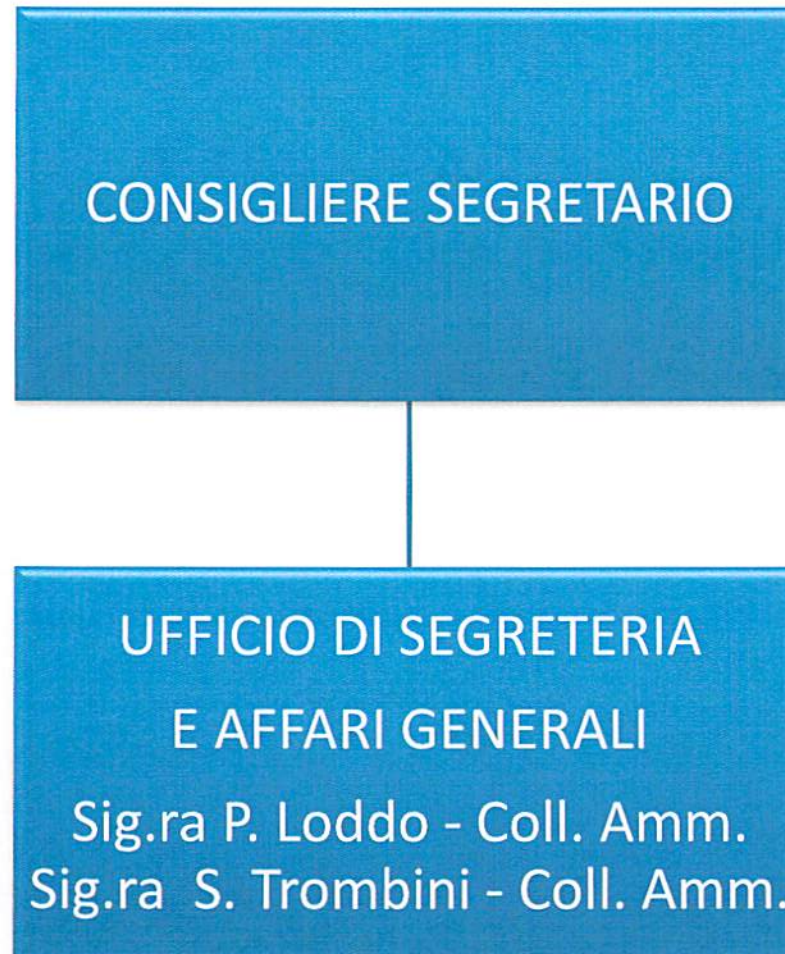 CONSIGLIERE SEGRETARIO
UFFICIO DI SEGRETERIA
E AFFARI GENERALI
Sig.ra P. Loddo - Coll. Amm.
Sig.ra S. Trombini - Coll. Amm.